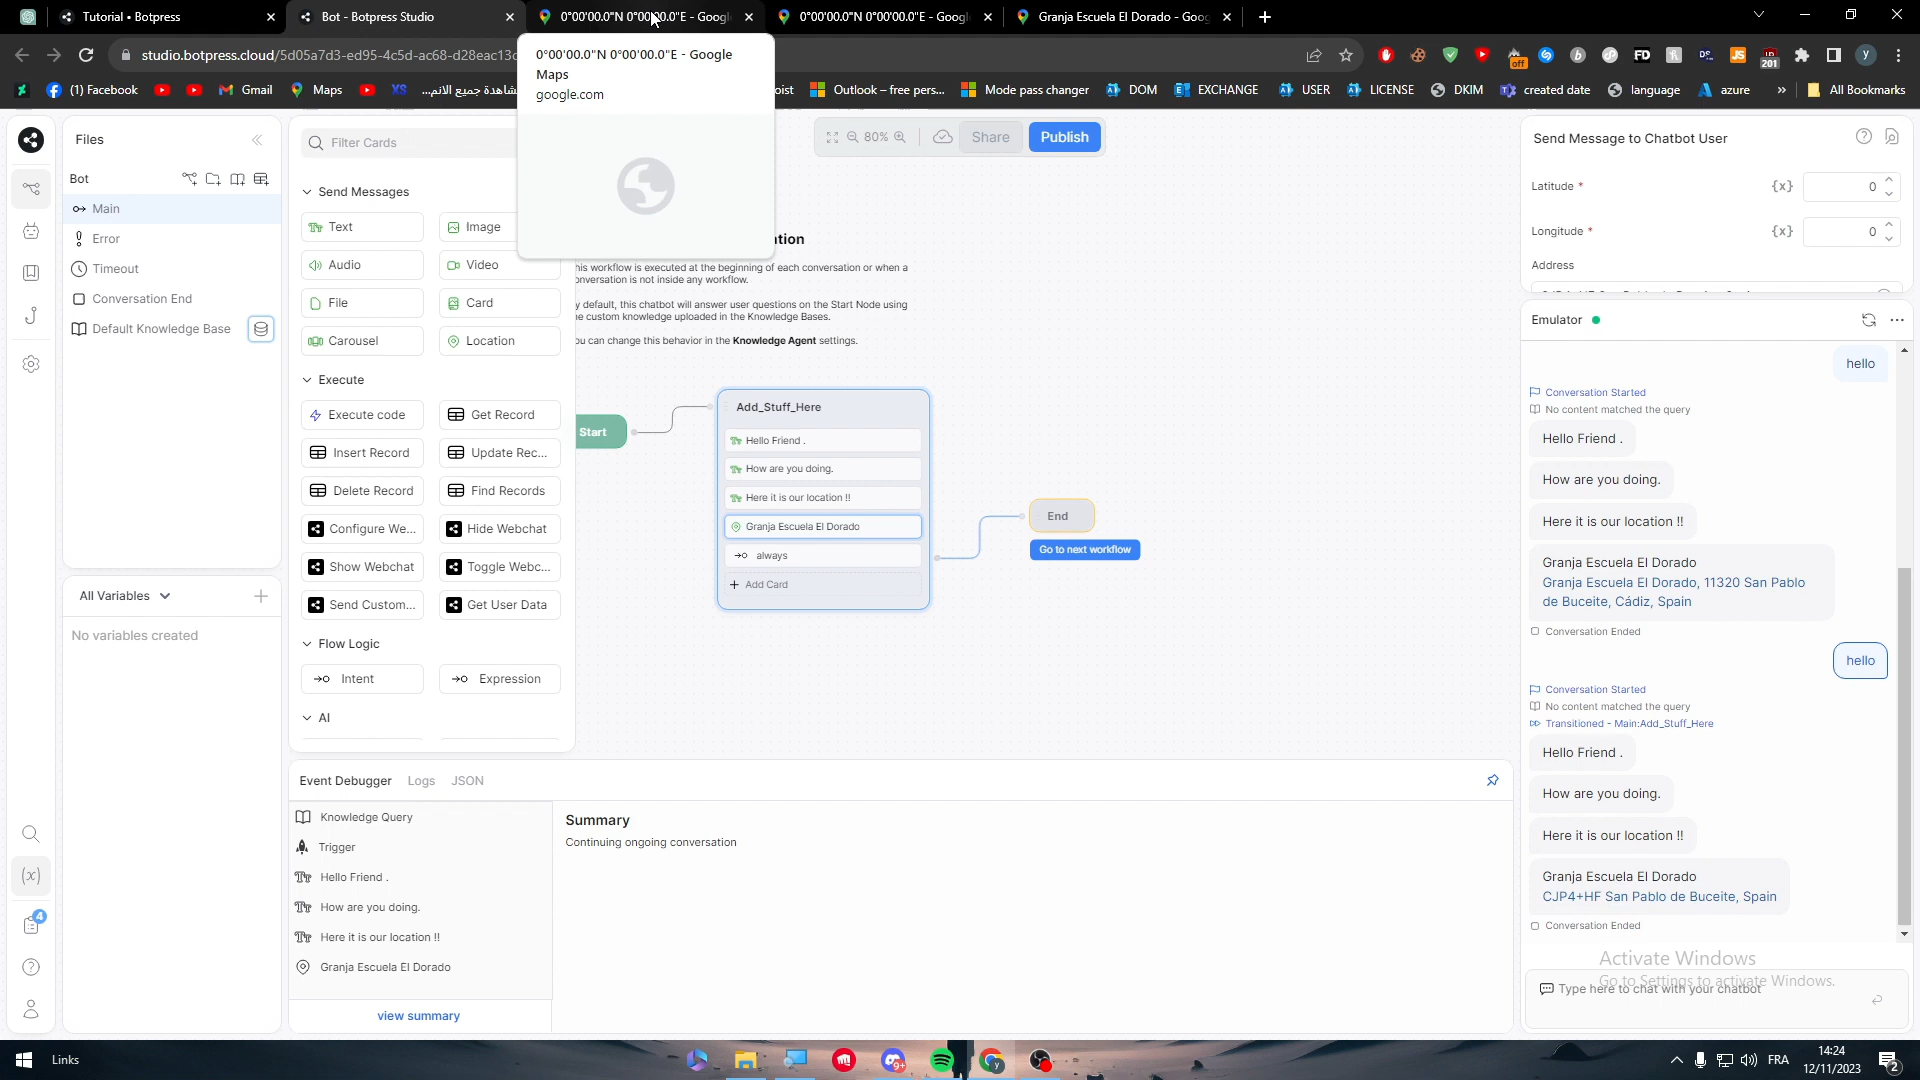 Tutorial • Botpress
Bot - Botpress Studio
0°00'00.0"N 0°00'00.0"E - Googl
0°00'00.0"N 0°00'00.0"E - Googl
Granja Escuela El Dorado - Goog
studio.botpress.cloud/5d05a7d3-ed95-4c5d-ac68-d28eac13c
0°00'00.0"N 0°00'00.0"E - Google
Maps
google.com
(1) Facebook
Gmail
Maps
Outlook – free pers...
Mode pass changer
DOM
EXCHANGE
USER
LICENSE
DKIM
created date
language
azure
All Bookmarks
Files
Bot
Main
Error
Timeout
Conversation End
Default Knowledge Base
All Variables
No variables created
4
Filter Cards
Send Messages
Text
Image
Audio
Video
File
Card
Carousel
Location
Execute
Execute code
Get Record
Insert Record
Update Rec...
Delete Record
Find Records
Configure We...
Hide Webchat
Show Webchat
Toggle Webc...
Send Custom...
Get User Data
Flow Logic
Intent
Expression
AI
80%
Share
Publish
his workflow is executed at the beginning of each conversation or when a
onversation is not inside any workflow.
y default, this chatbot will answer user questions on the Start Node using
e custom knowledge uploaded in the Knowledge Bases.
ou can change this behavior in the Knowledge Agent settings.
Start
Add_Stuff_Here
Hello Friend .
How are you doing.
Here it is our location !!
Granja Escuela El Dorado
always
Add Card
End
Go to next workflow
Event Debugger Logs JSON
Knowledge Query
Trigger
Hello Friend .
How are you doing.
Here it is our location !!
Granja Escuela El Dorado
view summary
Summary
Continuing ongoing conversation
Send Message to Chatbot User
Latitude *
{x}
0
Longitude *
{x}
0
Address
Emulator
hello
Conversation Started
No content matched the query
Hello Friend .
How are you doing.
Here it is our location !!
Granja Escuela El Dorado
Granja Escuela El Dorado, 11320 San Pablo
de Buceite, Cádiz, Spain
Conversation Ended
hello
Conversation Started
No content matched the query
Transitioned - Main:Add_Stuff_Here
Hello Friend .
How are you doing.
Here it is our location !!
Granja Escuela El Dorado
CJP4+HF San Pablo de Buceite, Spain
Conversation Ended
Activate Windows
Go to Settings to activate Windows.
Type here to chat with your chatbot
Links
FRA
14:24
12/11/2023
2